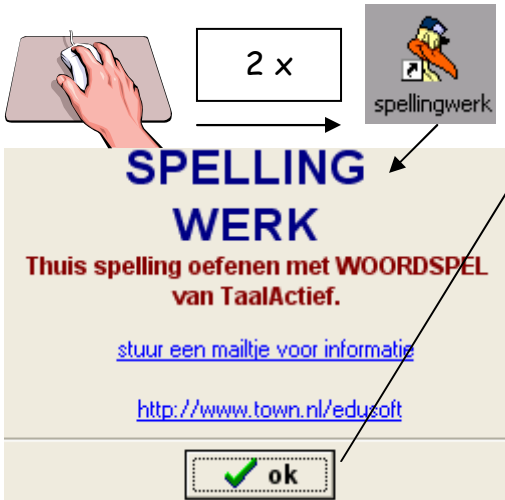 2 x
spellingwerk
SPELLING
WERK
Thuis spelling oefenen met WOORDSPEL
van TaalActief.
stuur een mailtje voor informatie
http://www.town.nl/edusoft
ok